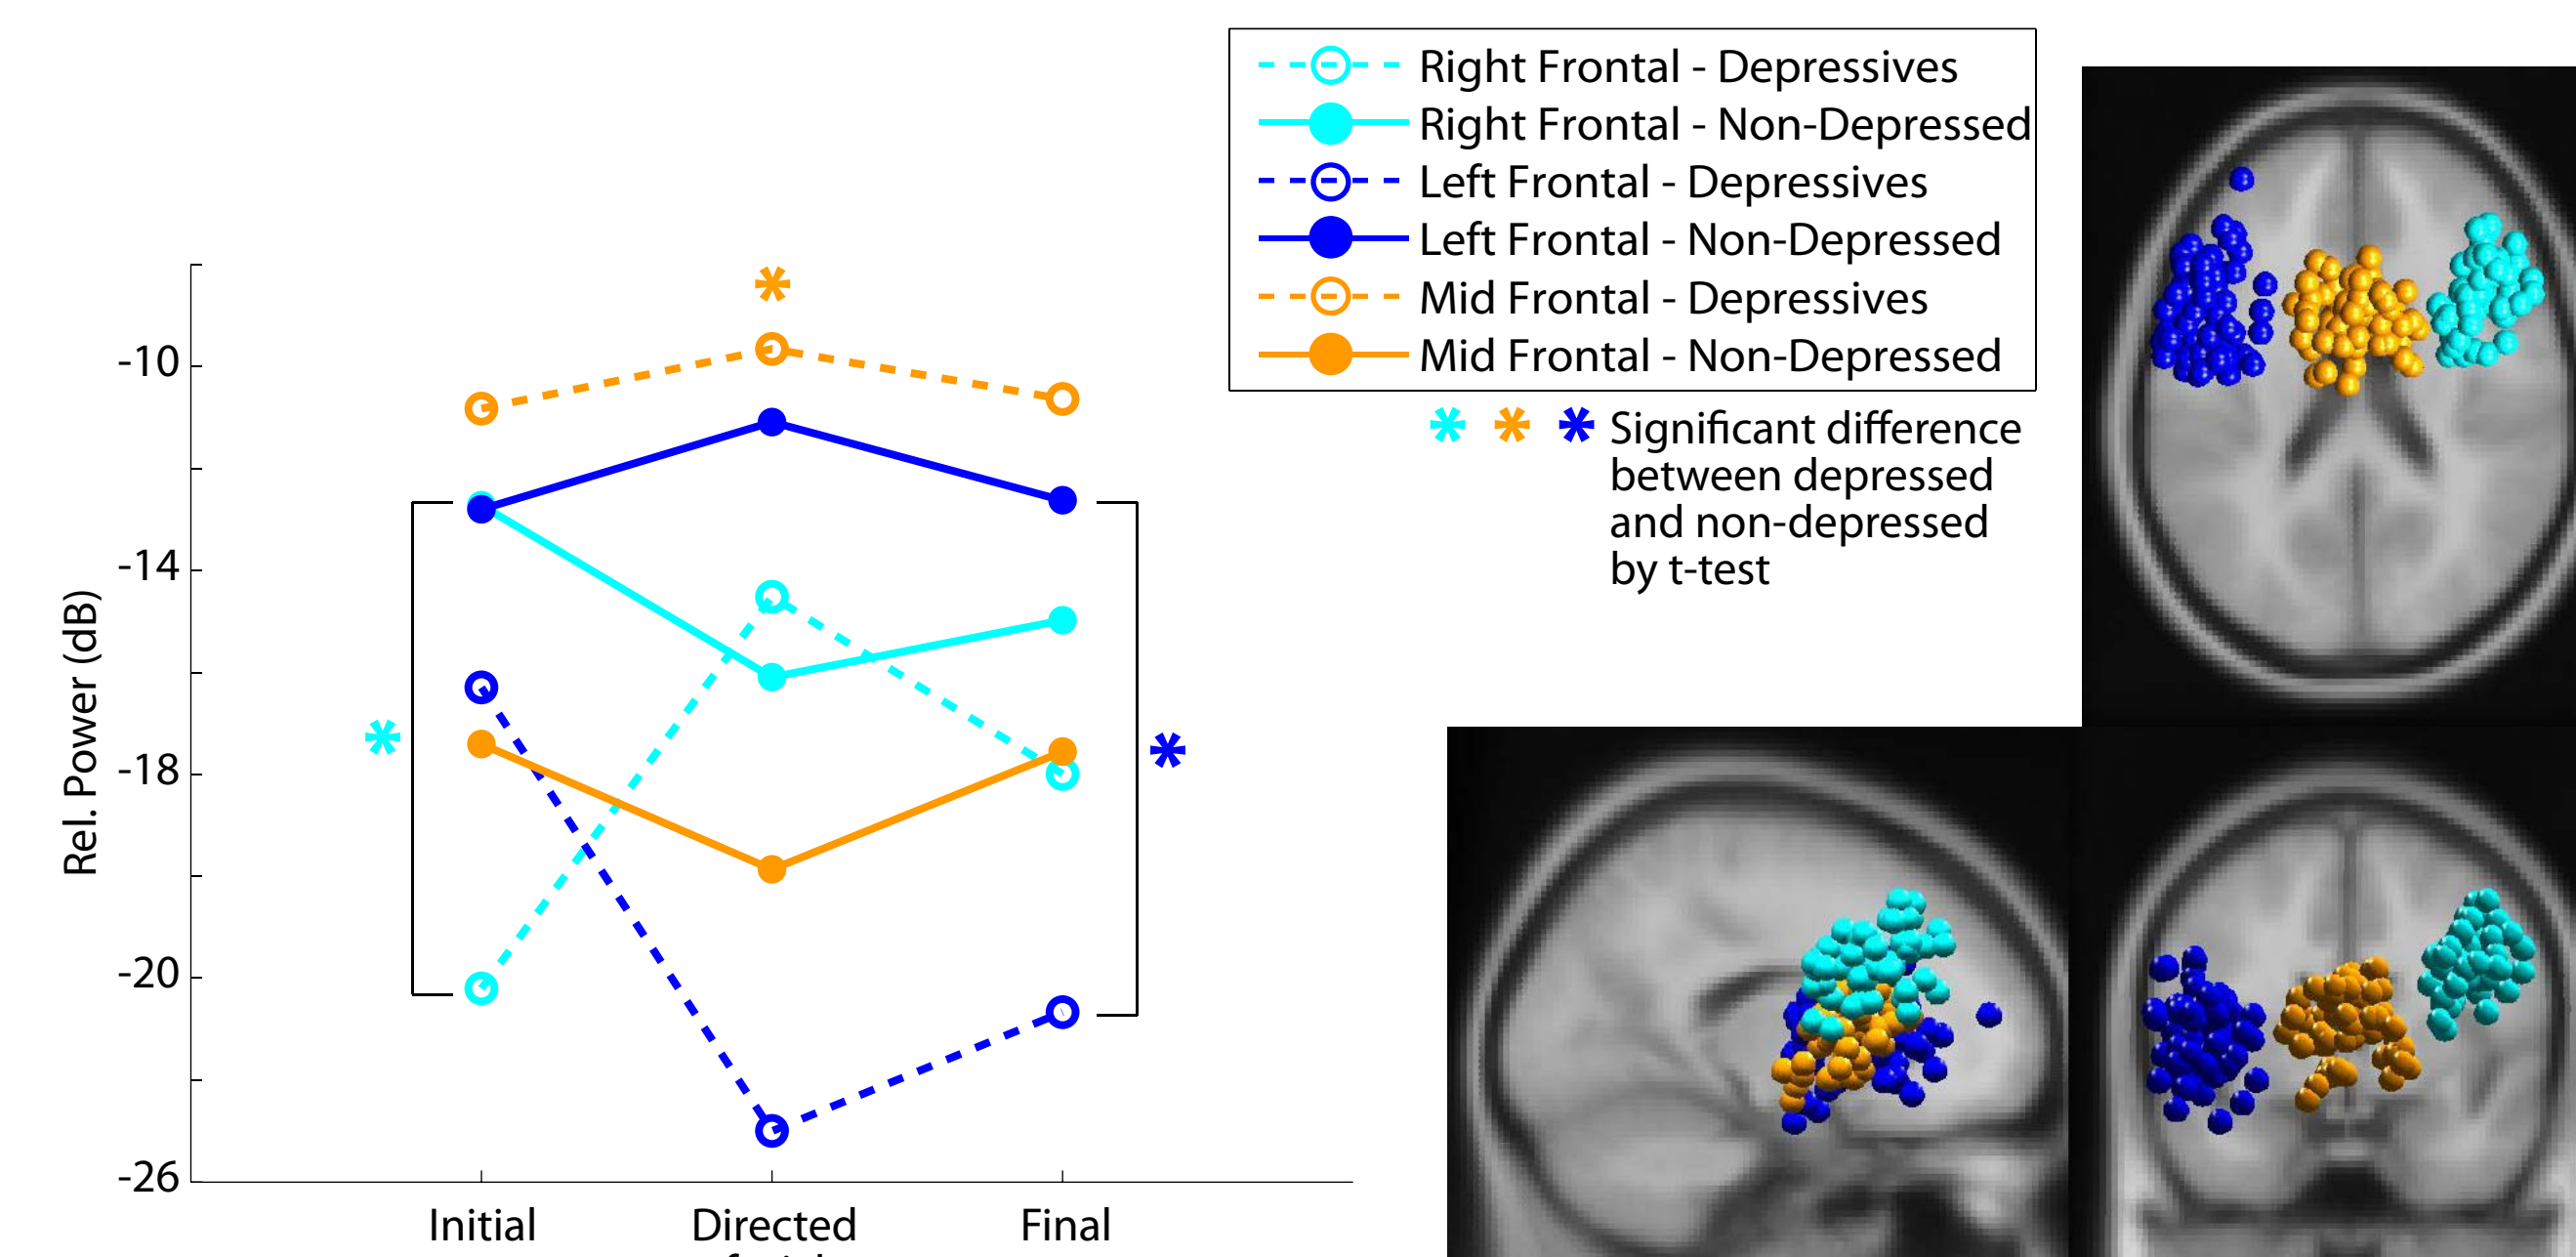 Right Frontal - Depressives
Right Frontal - Non-Depressed
Left Frontal - Depressives
Left Frontal - Non-Depressed
Mid Frontal - Depressives
Mid Frontal - Non-Depressed
* * * Significant difference
between depressed
and non-depressed
by t-test
*
-10
-14
-18
-20
-26
Rel. Power (dB)
*
*
Initial
Directed
Final